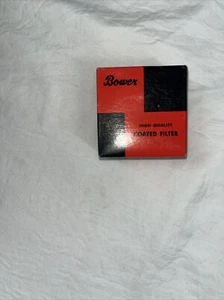 Bower
HIGH QUALITY
COATED FILTER